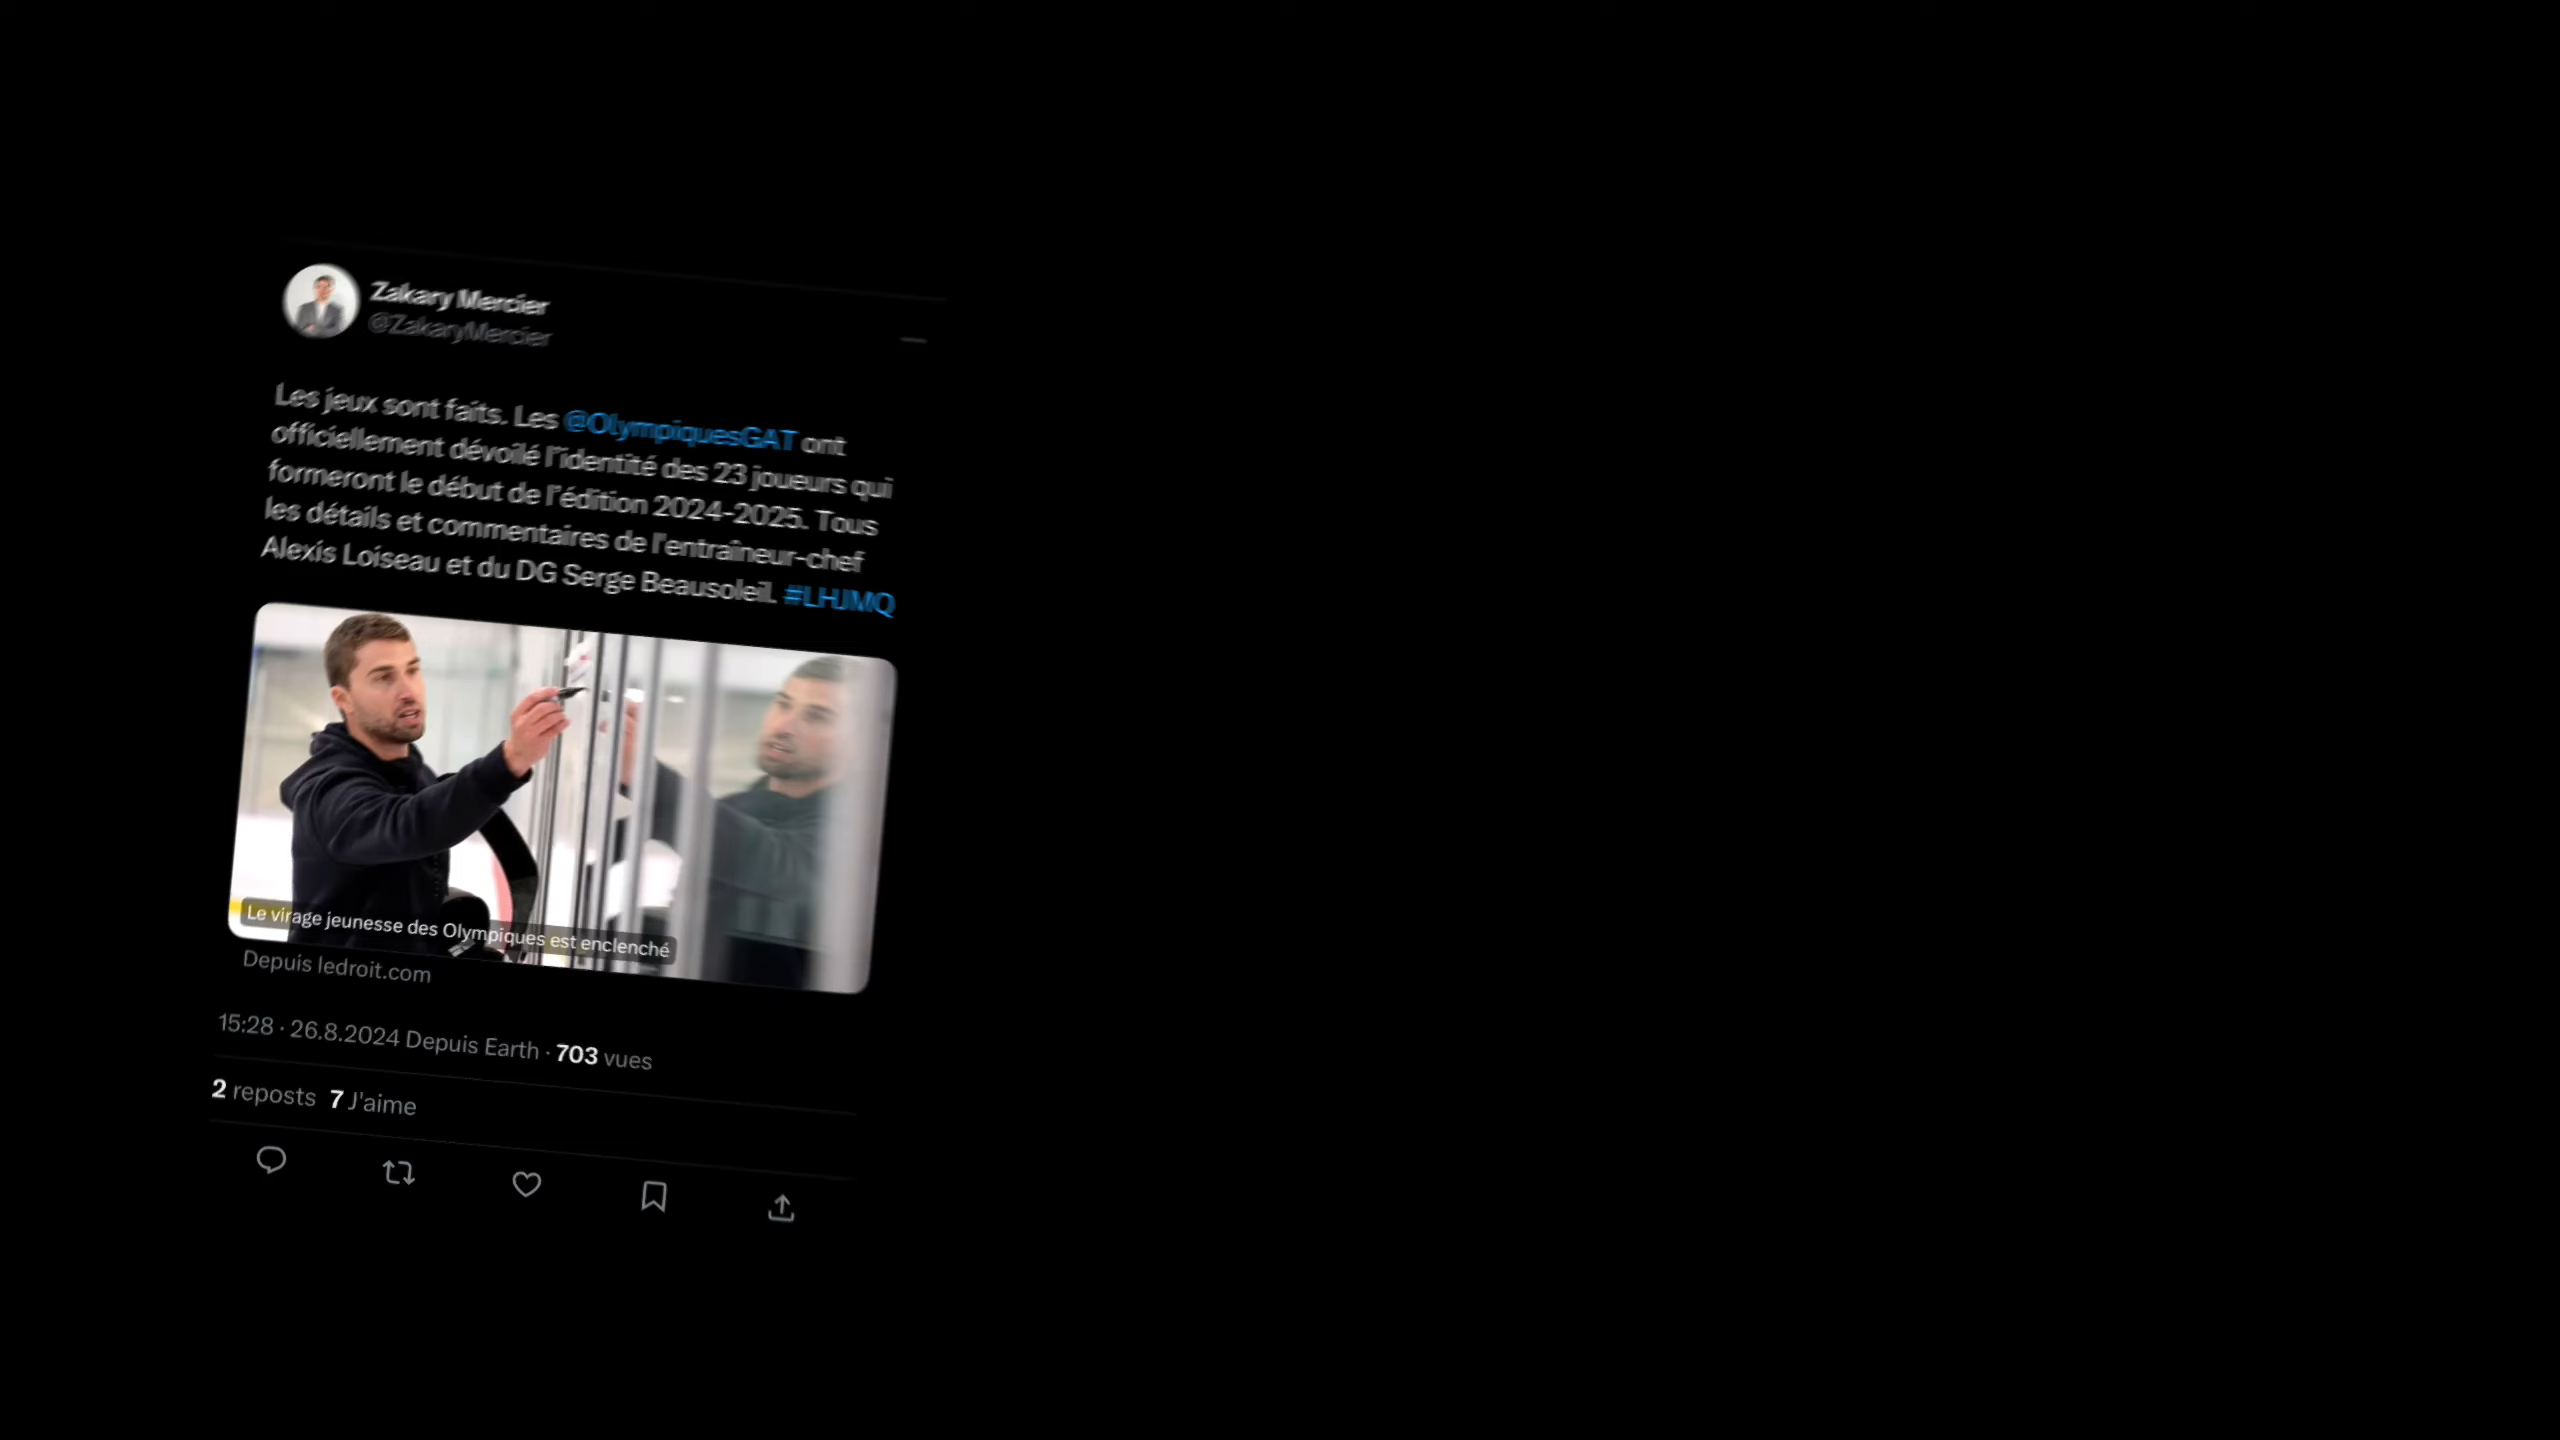 Zakary Mercier
@ZakaryMercier
Les jeux sont faits. Les @OlympiquesGAT ont
officiellement dévoilé l'identité des 23 joueurs qui
formeront le début de l'édition 2024-2025. Tous
les détails et commentaires de l'entraîneur-chef
Alexis Loiseau et du DG Serge Beausoleil. #LHJMQ
Le virage jeunesse des Olympiques est enclenché
Depuis ledroit.com
15:28 · 26.8.2024 Depuis Earth · 703 vues
2 reposts 7 J'aime